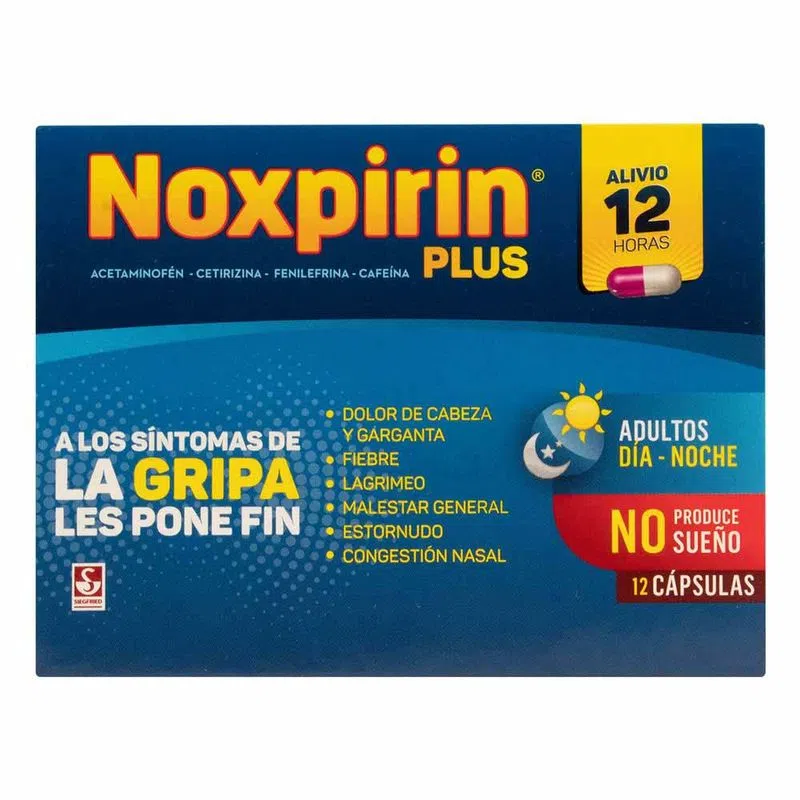 Noxpirin®
PLUS
ACETAMINOFÉN - CETIRIZINA - FENILEFRINA - CAFEÍNA
ALIVIO
12
HORAS
A LOS SÍNTOMAS DE
LA GRIPA
LES PONE FIN
• DOLOR DE CABEZA
Y GARGANTA
• FIEBRE
• LAGRIMEO
• MALESTAR GENERAL
• ESTORNUDO
• CONGESTIÓN NASAL
ADULTOS
DÍA - NOCHE
NO PRODUCE
SUEÑO
12 CÁPSULAS
SIEGFRIED